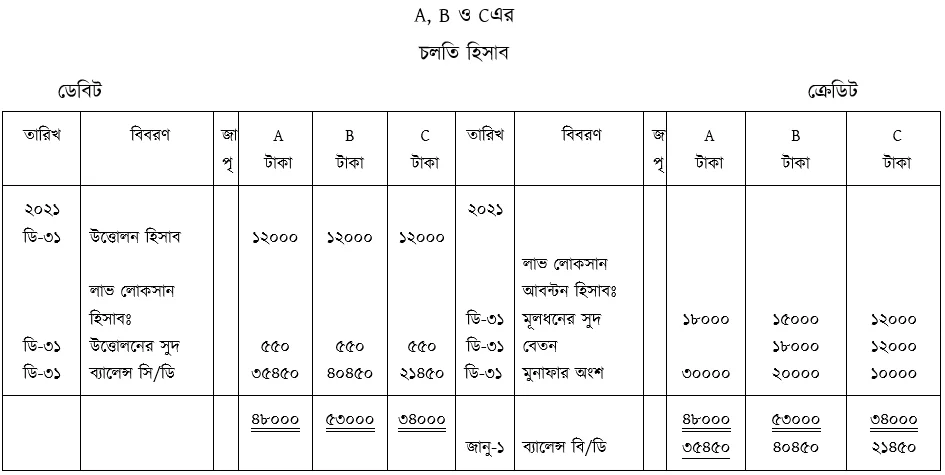 A, B ও Cএর
চলতি হিসাব
ডেবিট ক্রেডিট
তারিখ বিবরণ জা A B C তারিখ বিবরণ জ A B C
পৃ টাকা টাকা টাকা পৃ টাকা টাকা টাকা
২০২১ ২০২১
ডি-৩১ উত্তোলন হিসাব ১২০০০ ১২০০০ ১২০০০
লাভ লোকসান
লাভ লোকসান আবন্টন হিসাবঃ
হিসাবঃ ডি-৩১ মূলধনের সুদ ১৮০০০ ১৫০০০ ১২০০০
ডি-৩১ উত্তোলনের সুদ ৫৫০ ৫৫০ ৫৫০ ডি-৩১ বেতন ১৮০০০ ১২০০০
ডি-৩১ ব্যালেন্স সি/ডি ৩৫৪৫০ ৪০৪৫০ ২১৪৫০ ডি-৩১ মুনাফার অংশ ৩০০০০ ২০০০০ ১০০০০
৪৮০০০ ৫৩০০০ ৩৪০০০ ৪৮০০০ ৫৩০০০ ৩৪০০০
জানু-১ ব্যালেন্স বি/ডি ৩৫৪৫০ ৪০৪৫০ ২১৪৫০